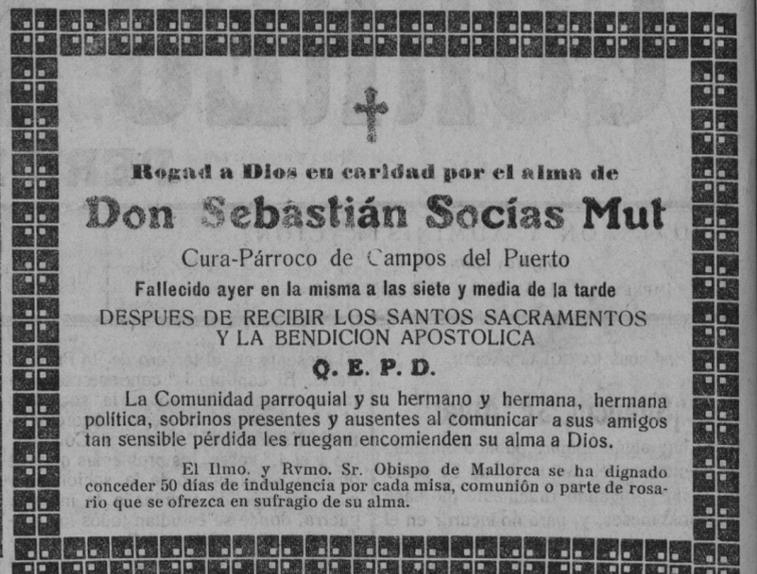 Rogad a Dios en caridad por el alma de
Don Sebastián Socías Mut
Cura-Párroco de Campos del Puerto
Fallecido ayer en la misma a las siete y media de la tarde
DESPUES DE RECIBIR LOS SANTOS SACRAMENTOS
Y LA BENDICION APOSTOLICA
Q. E. P. D.
La Comunidad parroquial y su hermano y hermana, hermana
política, sobrinos presentes y ausentes al comunicar a sus amigos
tan sensible pérdida les ruegan encomienden su alma a Dios.
El Ilmo. y Rvmo. Sr. Obispo de Mallorca se ha dignado
conceder 50 días de indulgencia por cada misa, comunión o parte de rosa-
rio que se ofrezca en sufragio de su alma.